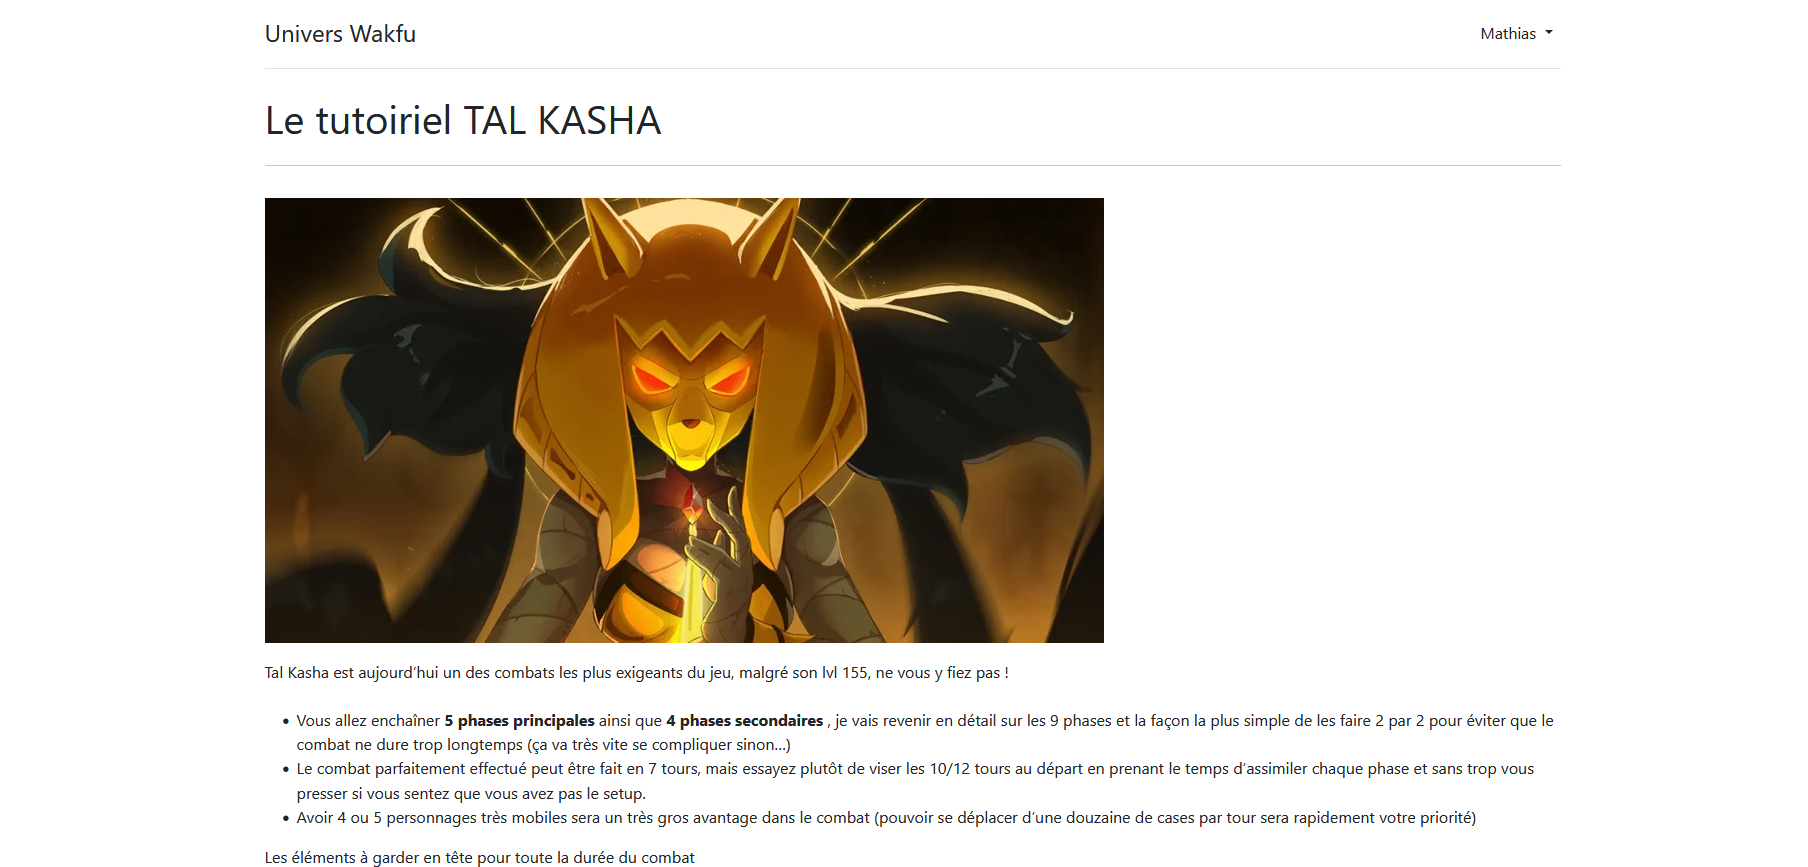 Univers Wakfu
Mathias
Le tutoiriel TAL KASHA
Tal Kasha est aujourd'hui un des combats les plus exigeants du jeu, malgré son lvl 155, ne vous y fiez pas !
• Vous allez enchaîner 5 phases principales ainsi que 4 phases secondaires , je vais revenir en détail sur les 9 phases et la façon la plus simple de les faire 2 par 2 pour éviter que le
combat ne dure trop longtemps (ça va très vite se compliquer sinon...)
• Le combat parfaitement effectué peut être fait en 7 tours, mais essayez plutôt de viser les 10/12 tours au départ en prenant le temps d'assimiler chaque phase et sans trop vous
presser si vous sentez que vous avez pas le setup.
• Avoir 4 ou 5 personnages très mobiles sera un très gros avantage dans le combat (pouvoir se déplacer d'une douzaine de cases par tour sera rapidement votre priorité)
Les éléments à garder en tête pour toute la durée du combat